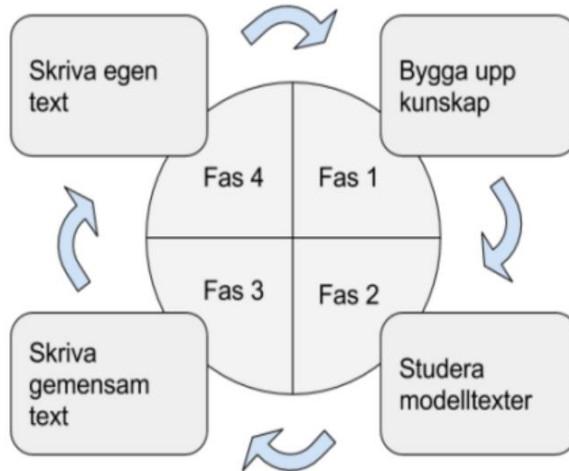 Skriva egen
text
Bygga upp
kunskap
Fas 4
Fas 1
Fas 3
Fas 2
Skriva
gemensam
text
Studera
modelltexter